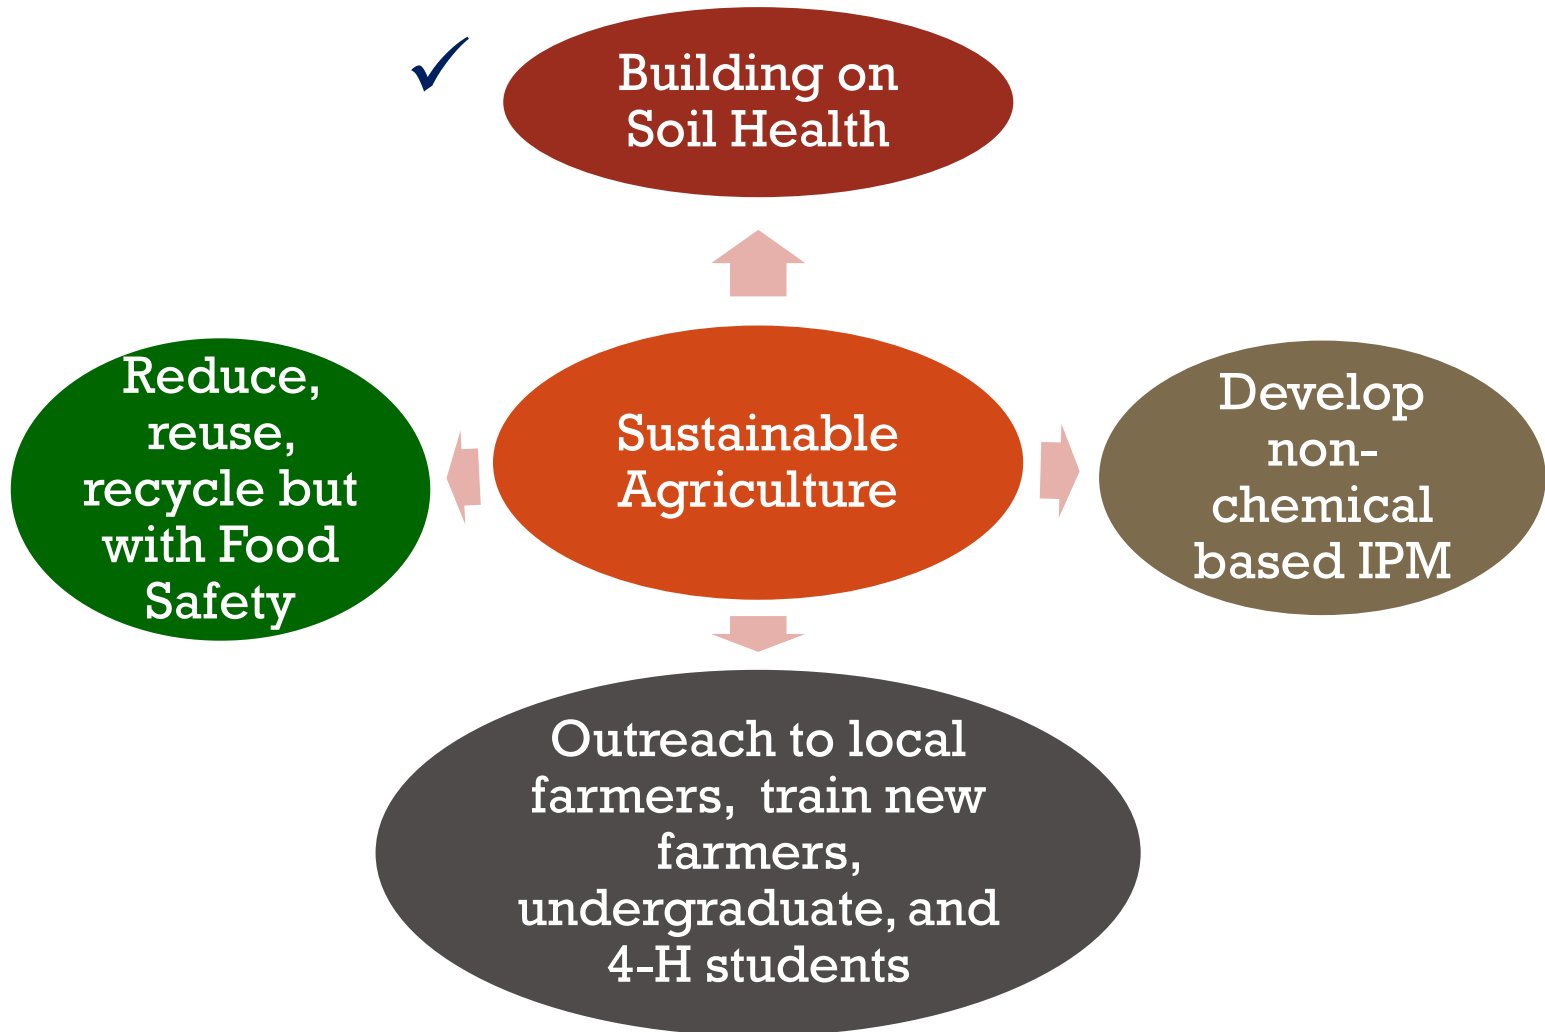 ✓
Building on
Soil Health
Reduce,
reuse,
recycle but
with Food
Safety
Sustainable
Agriculture
Develop
non-
chemical
based IPM
Outreach to local
farmers,  train new
farmers,
undergraduate, and
4-H students